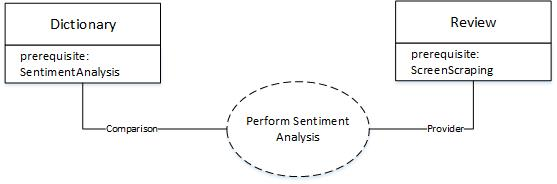 Dictionary
prerequisite:
SentimentAnalysis
Review
prerequisite:
ScreenScraping
Comparison
Perform Sentiment
Analysis
Provider